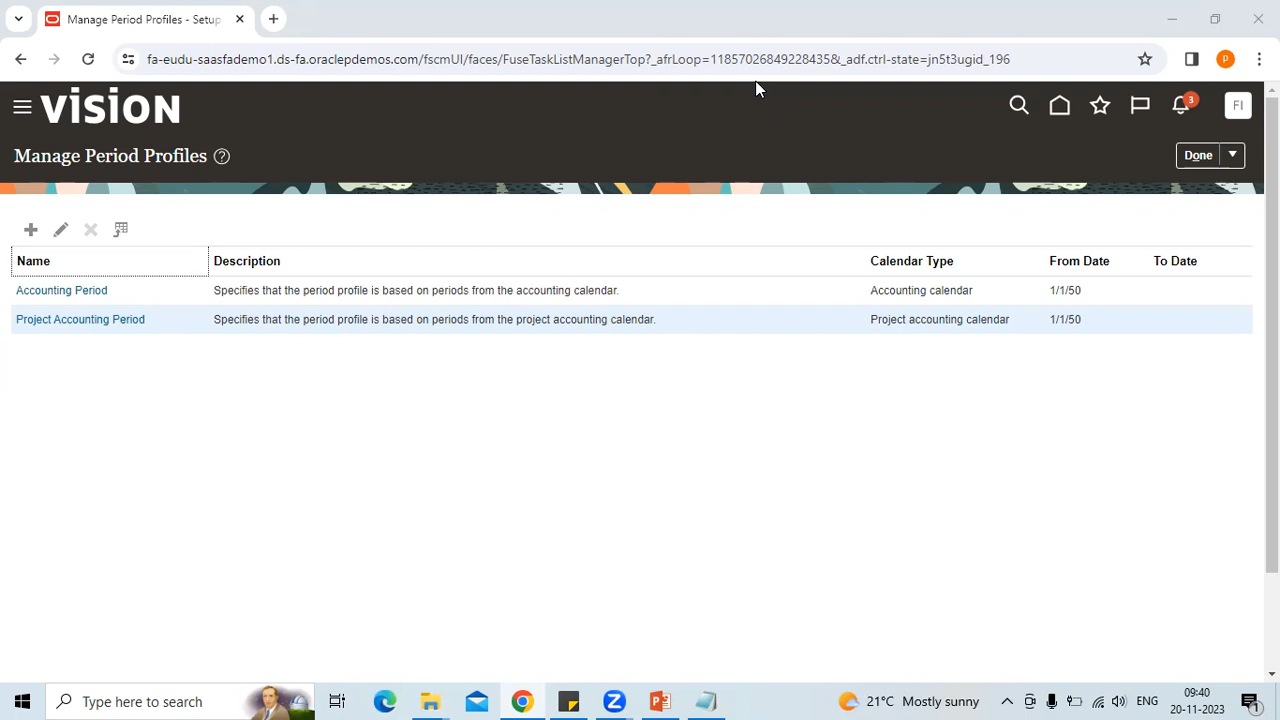 Manage Period Profiles - Setup
fa-eudu-saasfademo1.ds-fa.oraclepdemos.com/fscmUI/faces/FuseTaskListManagerTop?_afrLoop=1185702684922843​5&_adf.ctrl-state=jn5t3ugid_196
P
VISION
3
FI
Manage Period Profiles ?
Done
Name Description Calendar Type From Date To Date
Accounting Period Specifies that the period profile is based on periods from the accounting calendar. Accounting calendar 1/1/50
Project Accounting Period Specifies that the period profile is based on periods from the project accounting calendar. Project accounting calendar 1/1/50
Type here to search
21°C Mostly sunny
ENG
09:40
20-11-2023
1